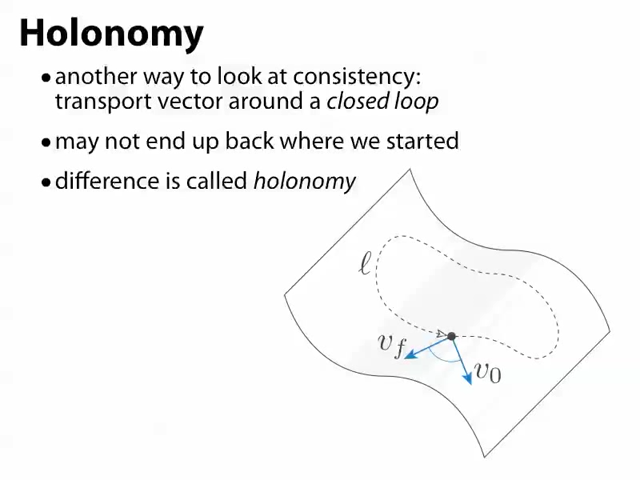 Holonomy
• another way to look at consistency:
transport vector around a closed loop
• may not end up back where we started
• difference is called holonomy
ℓ
v_f
v_0